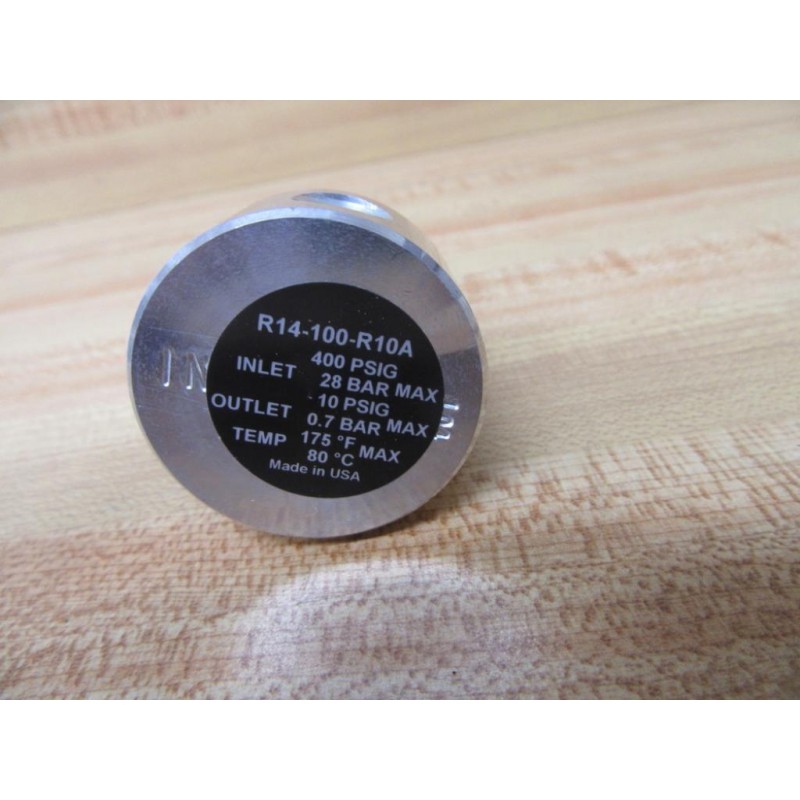 R14-100-R10A
INLET 400 PSIG
28 BAR MAX
OUTLET 10 PSIG
0.7 BAR MAX
TEMP 175 °F MAX
80 °C
Made in USA
IN